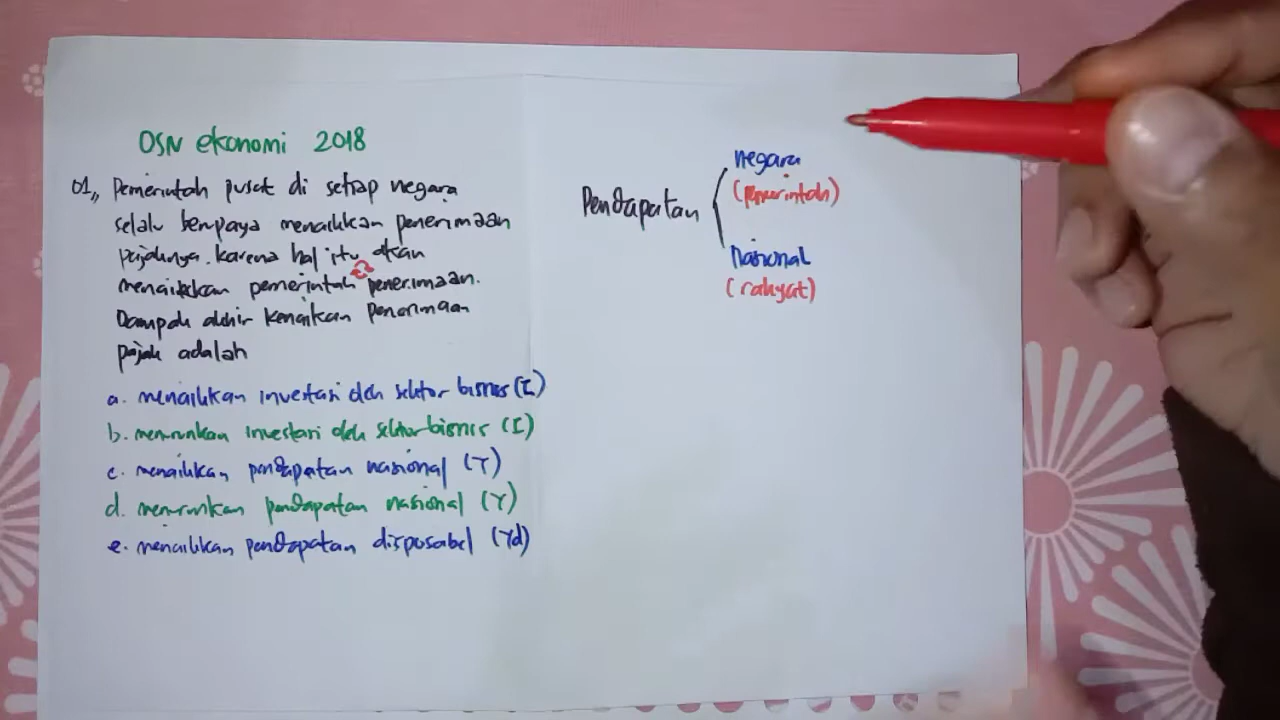 OSN ekonomi 2018
01,, Pemerintah pusat di setiap negara
selalu berupaya menaikkan penerimaan
pajaknya. karena hal itu akan
menaikkan pemerintah penerimaan.
Dampak akhir kenaikan penerimaan
pajak adalah
a. menaikkan investasi oleh sektor bisnis (I)
b. menurunkan investasi oleh sektor bisnis (I)
c. menaikkan pendapatan nasional (Y)
d. menurunkan pendapatan nasional (Y)
e. menaikkan pendapatan disposabel (Yd)
Pendapatan
negara
(pemerintah)
nasional
(rakyat)